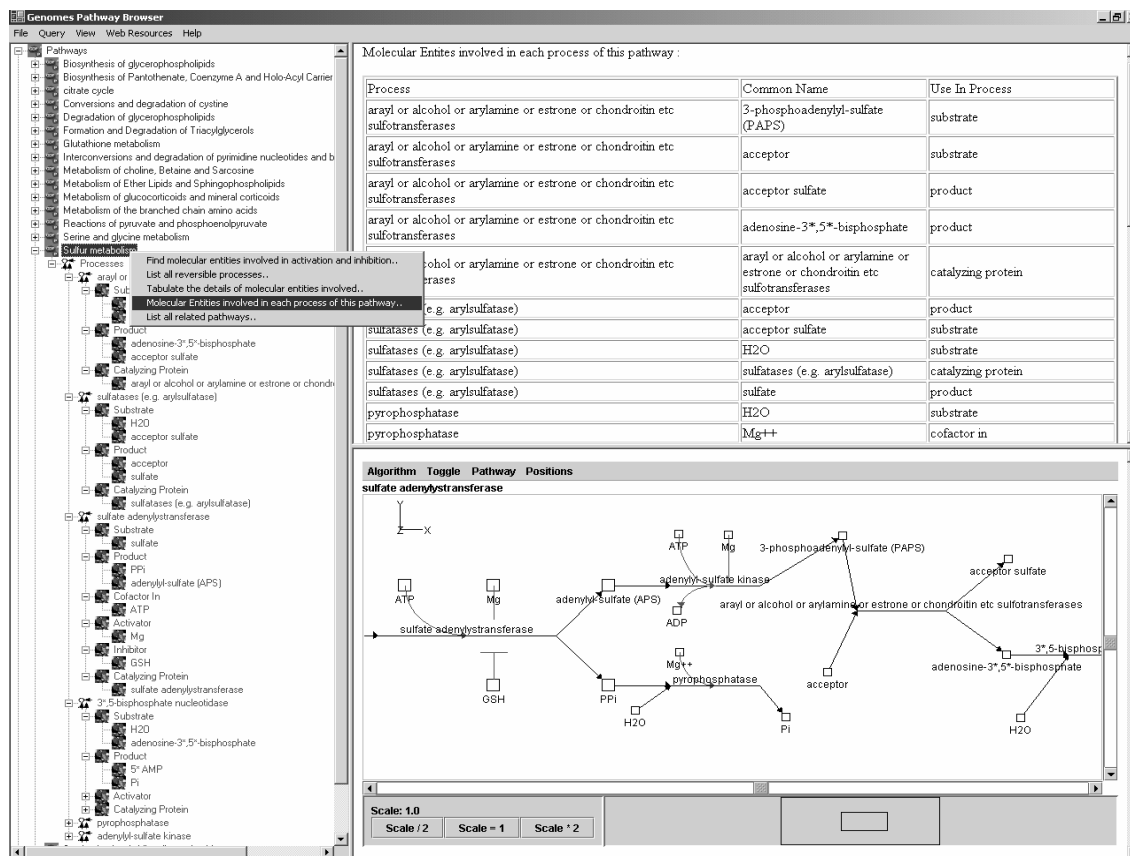 Genomes Pathway Browser
File Query View Web Resources Help
Pathways
Biosynthesis of glycerophospholipids
Biosynthesis of Pantothenate, Coenzyme A and Holo-Acyl Carrier
citrate cycle
Conversions and degradation of cystine
Degradation of glycerophospholipids
Formation and Degradation of Triacylglycerols
Glutathione metabolism
Interconversions and degradation of pyrimidine nucleotides and b
Metabolism of choline, Betaine and Sarcosine
Metabolism of Ether Lipids and Sphingophospholipids
Metabolism of glucocorticoids and mineral corticoids
Metabolism of the branched chain amino acids
Reactions of pyruvate and phosphoenolpyruvate
Serine and glycine metabolism
Sulfur metabolism
Processes
arayl or
Sub
Product
adenosine-3*,5*-bisphosphate
acceptor sulfate
Catalyzing Protein
arayl or alcohol or arylamine or estrone or chondri
sulfatases (e.g. arylsulfatase)
Substrate
H2O
acceptor sulfate
Product
acceptor
sulfate
Catalyzing Protein
sulfatases (e.g. arylsulfatase)
sulfate adenylystransferase
Substrate
sulfate
Product
PPi
adenylyl-sulfate (APS)
Cofactor In
ATP
Activator
Mg
Inhibitor
GSH
Catalyzing Protein
sulfate adenylystransferase
3*,5-bisphosphate nucleotidase
Substrate
H2O
adenosine-3*,5*-bisphosphate
Product
5* AMP
Pi
Activator
Catalyzing Protein
pyrophosphatase
adenylyl-sulfate kinase
Find molecular entities involved in activation and inhibition..
List all reversible processes..
Tabulate the details of molecular entities involved..
Molecular Entities involved in each process of this pathway..
List all related pathways..
Molecular Entites involved in each process of this pathway :
Process Common Name Use In Process
arayl or alcohol or arylamine or estrone or chondroitin etc sulfotransferases 3-phosphoadenylyl-sulfate (PAPS) substrate
arayl or alcohol or arylamine or estrone or chondroitin etc sulfotransferases acceptor substrate
arayl or alcohol or arylamine or estrone or chondroitin etc sulfotransferases acceptor sulfate product
arayl or alcohol or arylamine or estrone or chondroitin etc sulfotransferases adenosine-3*,5*-bisphosphate product
ohol or arylamine or estrone or chondroitin etc erases arayl or alcohol or arylamine or estrone or chondroitin etc sulfotransferases catalyzing protein
(e.g. arylsulfatase) acceptor product
sulfatases (e.g. arylsulfatase) acceptor sulfate substrate
sulfatases (e.g. arylsulfatase) H2O substrate
sulfatases (e.g. arylsulfatase) sulfatases (e.g. arylsulfatase) catalyzing protein
sulfatases (e.g. arylsulfatase) sulfate product
pyrophosphatase H2O substrate
pyrophosphatase Mg++ cofactor in
Algorithm Toggle Pathway Positions
sulfate adenylystransferase
Y
Z X
ATP Mg 3-phosphoadenylyl-sulfate (PAPS)
acceptor sulfate
adenylyl-sulfate kinase
ATP Mg adenylyl-sulfate (APS) arayl or alcohol or arylamine or estrone or chondroitin etc sulfotransferases
ADP
sulfate adenylystransferase
3*,5-bisphosp
Mg++ adenosine-3*,5*-bisphosphate
pyrophosphatase
acceptor
GSH PPi
H2O Pi H2O
Scale: 1.0
Scale / 2 Scale = 1 Scale * 2